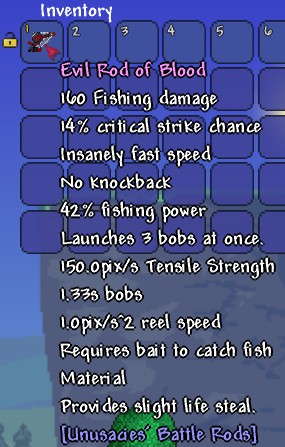 Inventory
1 2 3 4 5 6
Evil Rod of Blood
160 Fishing damage
14% critical strike chance
Insanely fast speed
No knockback
42% fishing power
Launches 3 bobs at once.
150.0pix/s Tensile Strength
1.33s bobs
1.0pix/s^2 reel speed
Requires bait to catch fish
Material
Provides slight life steal.
[Unusacies' Battle Rods]